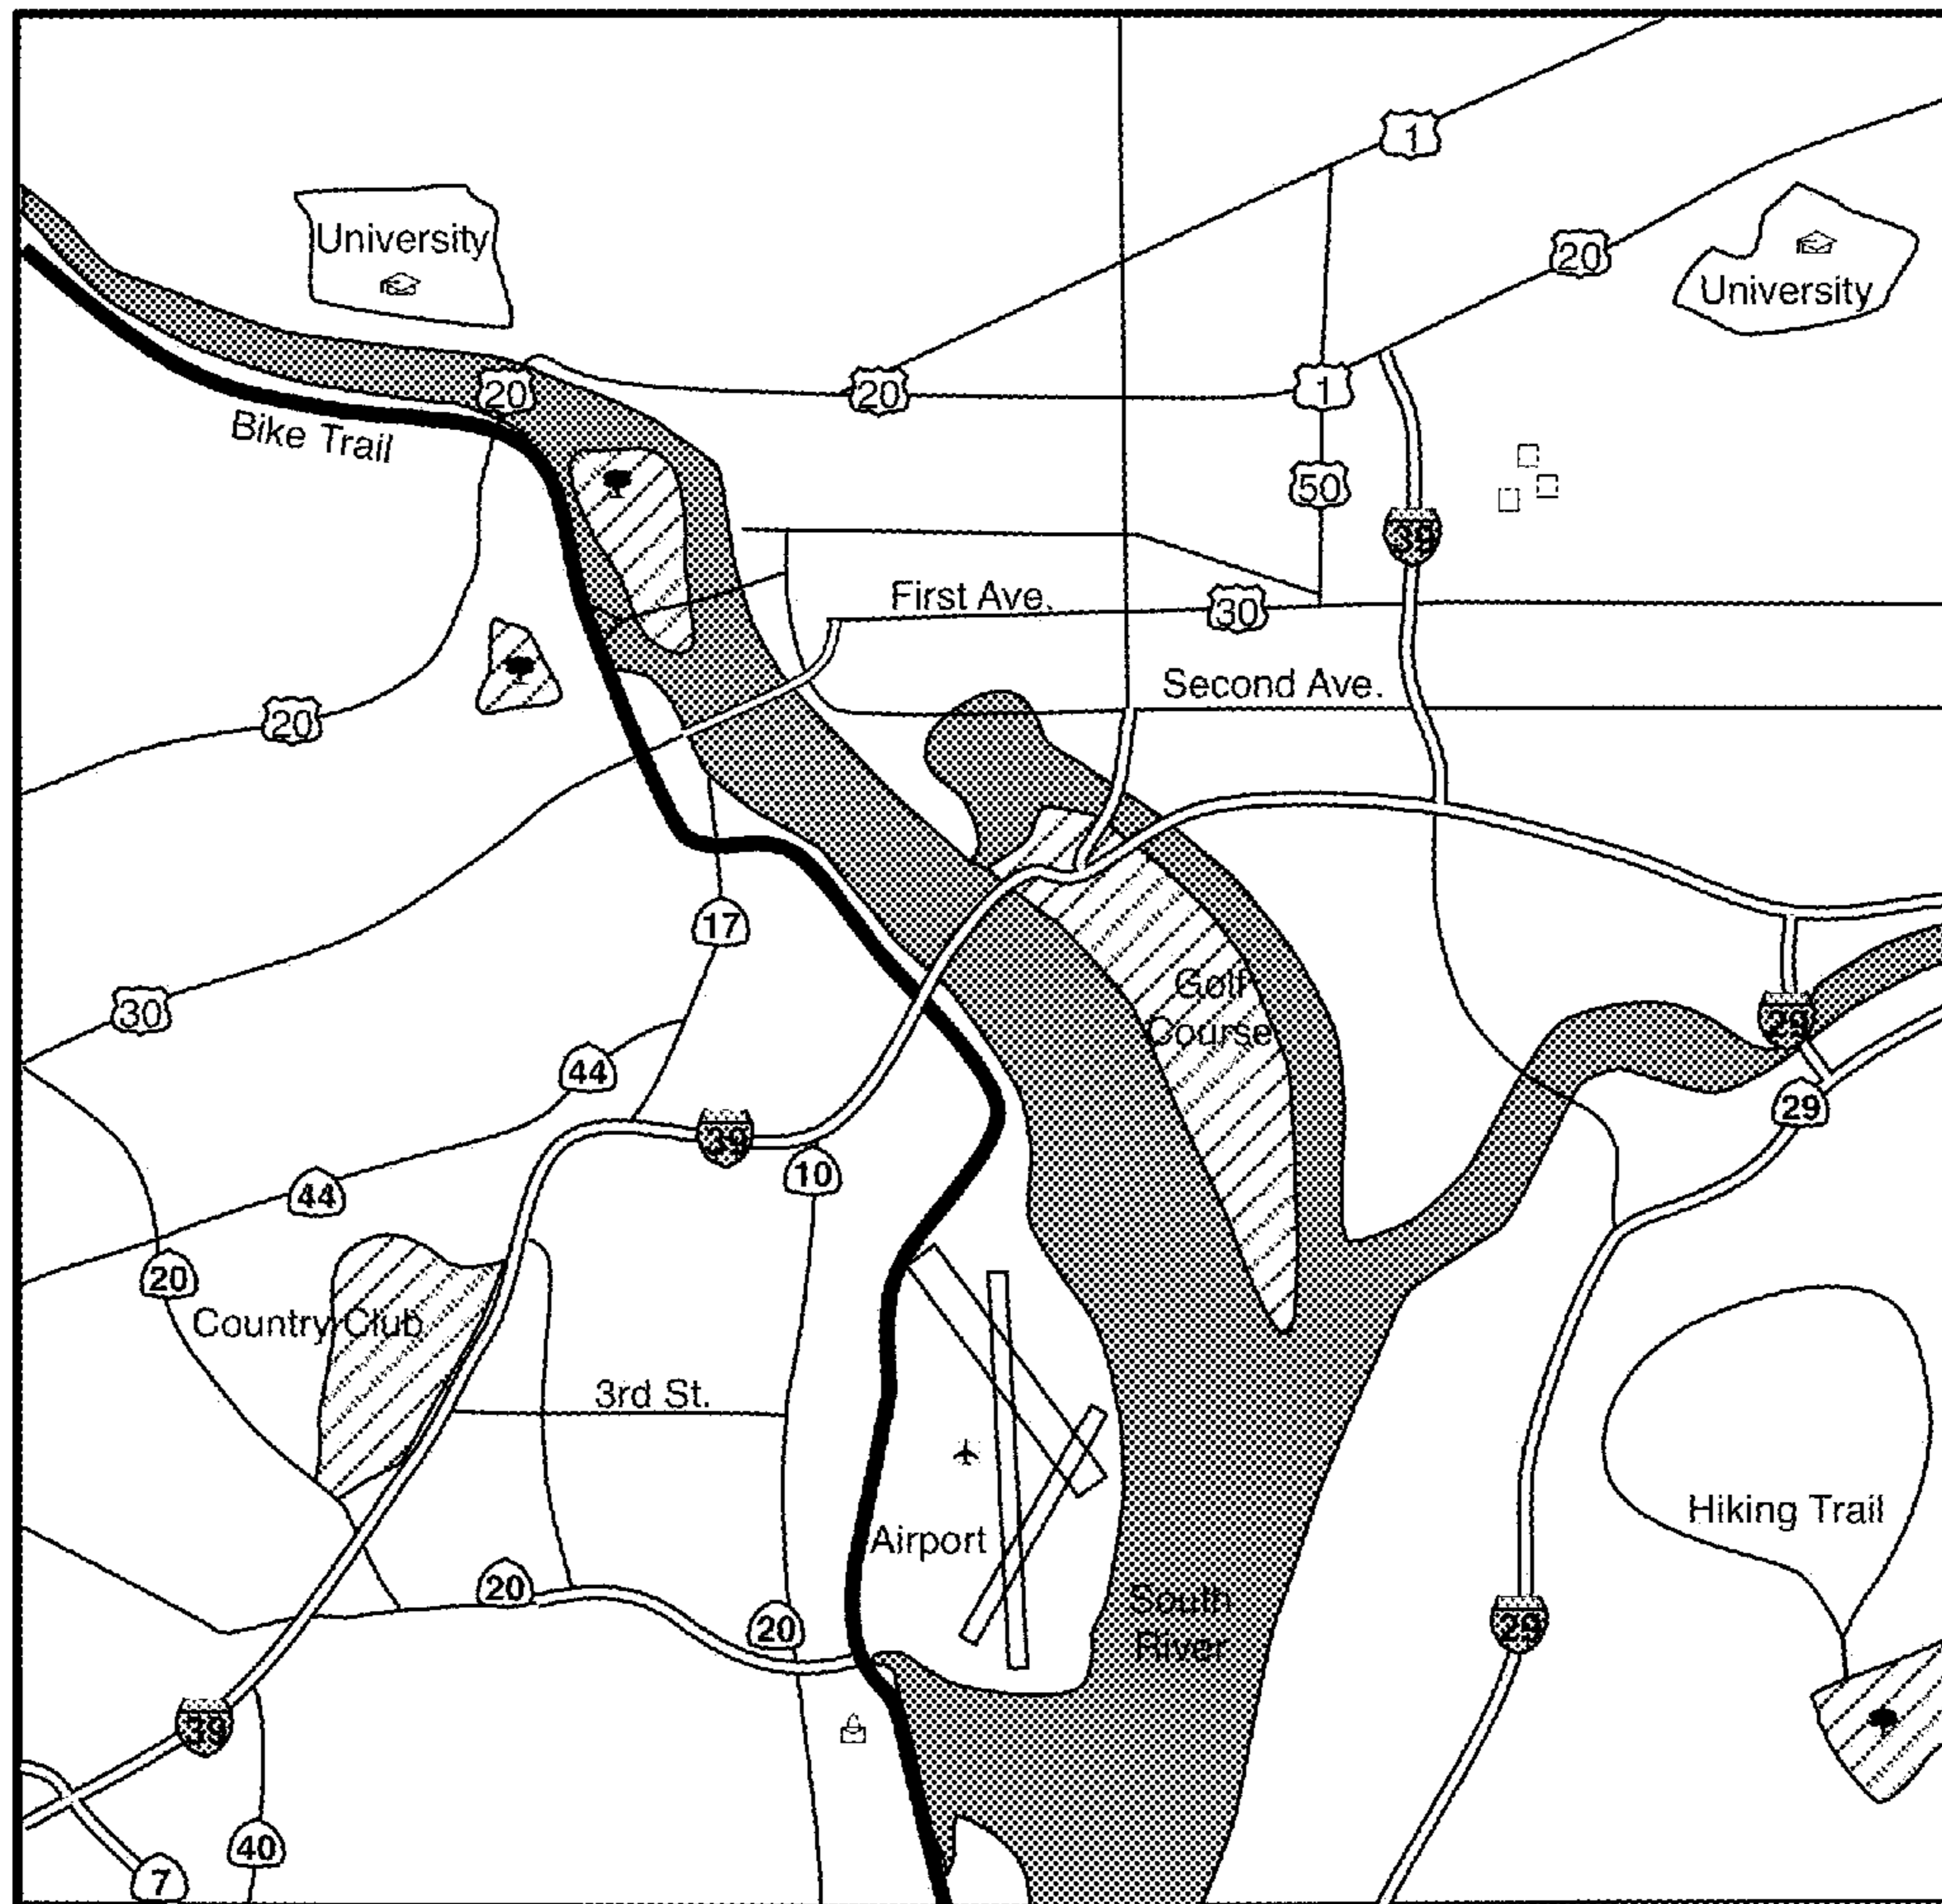 1
University
20
University
20
20
1
Bike Trail
50
39
First Ave.
30
Second Ave.
20
17
Golf
Course
30
29
44
29
39
10
44
20
Country Club
3rd St.
Hiking Trail
Airport
20
South
River
20
29
39
40
7